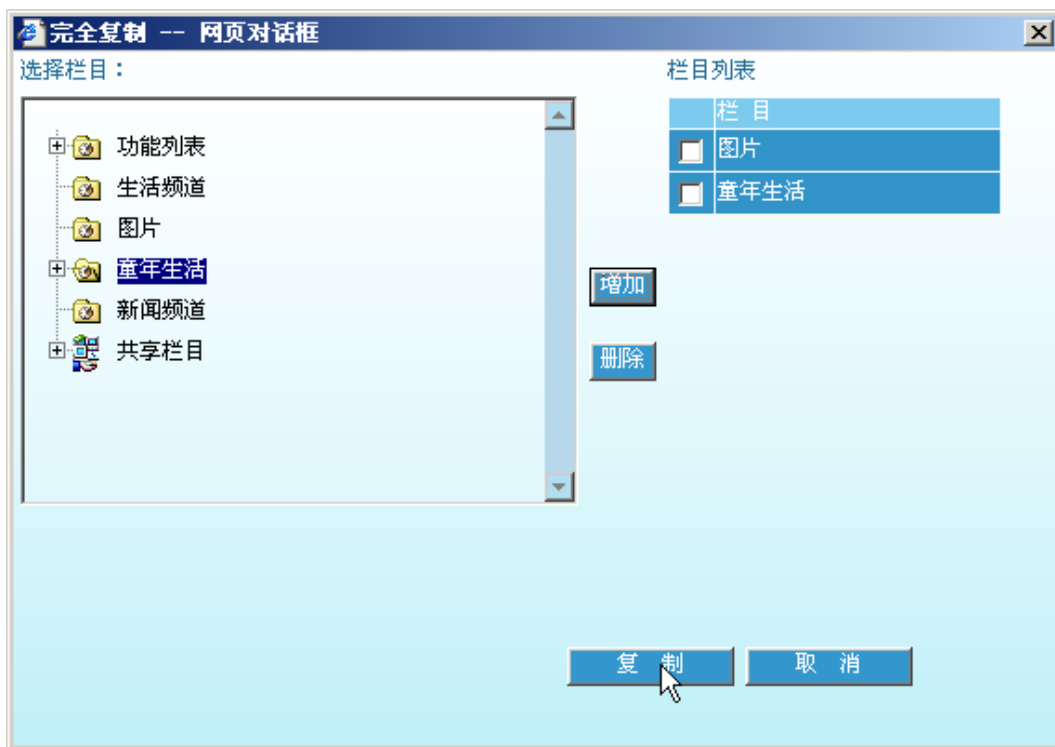 完全复制 -- 网页对话框
选择栏目：
功能列表
生活频道
图片
童年生活
新闻频道
共享栏目
增加
删除
栏目列表
栏 目
图片
童年生活
复 制
取 消